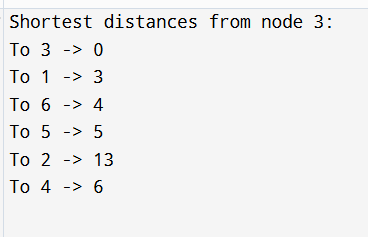 Shortest distances from node 3:
To 3 -> 0
To 1 -> 3
To 6 -> 4
To 5 -> 5
To 2 -> 13
To 4 -> 6